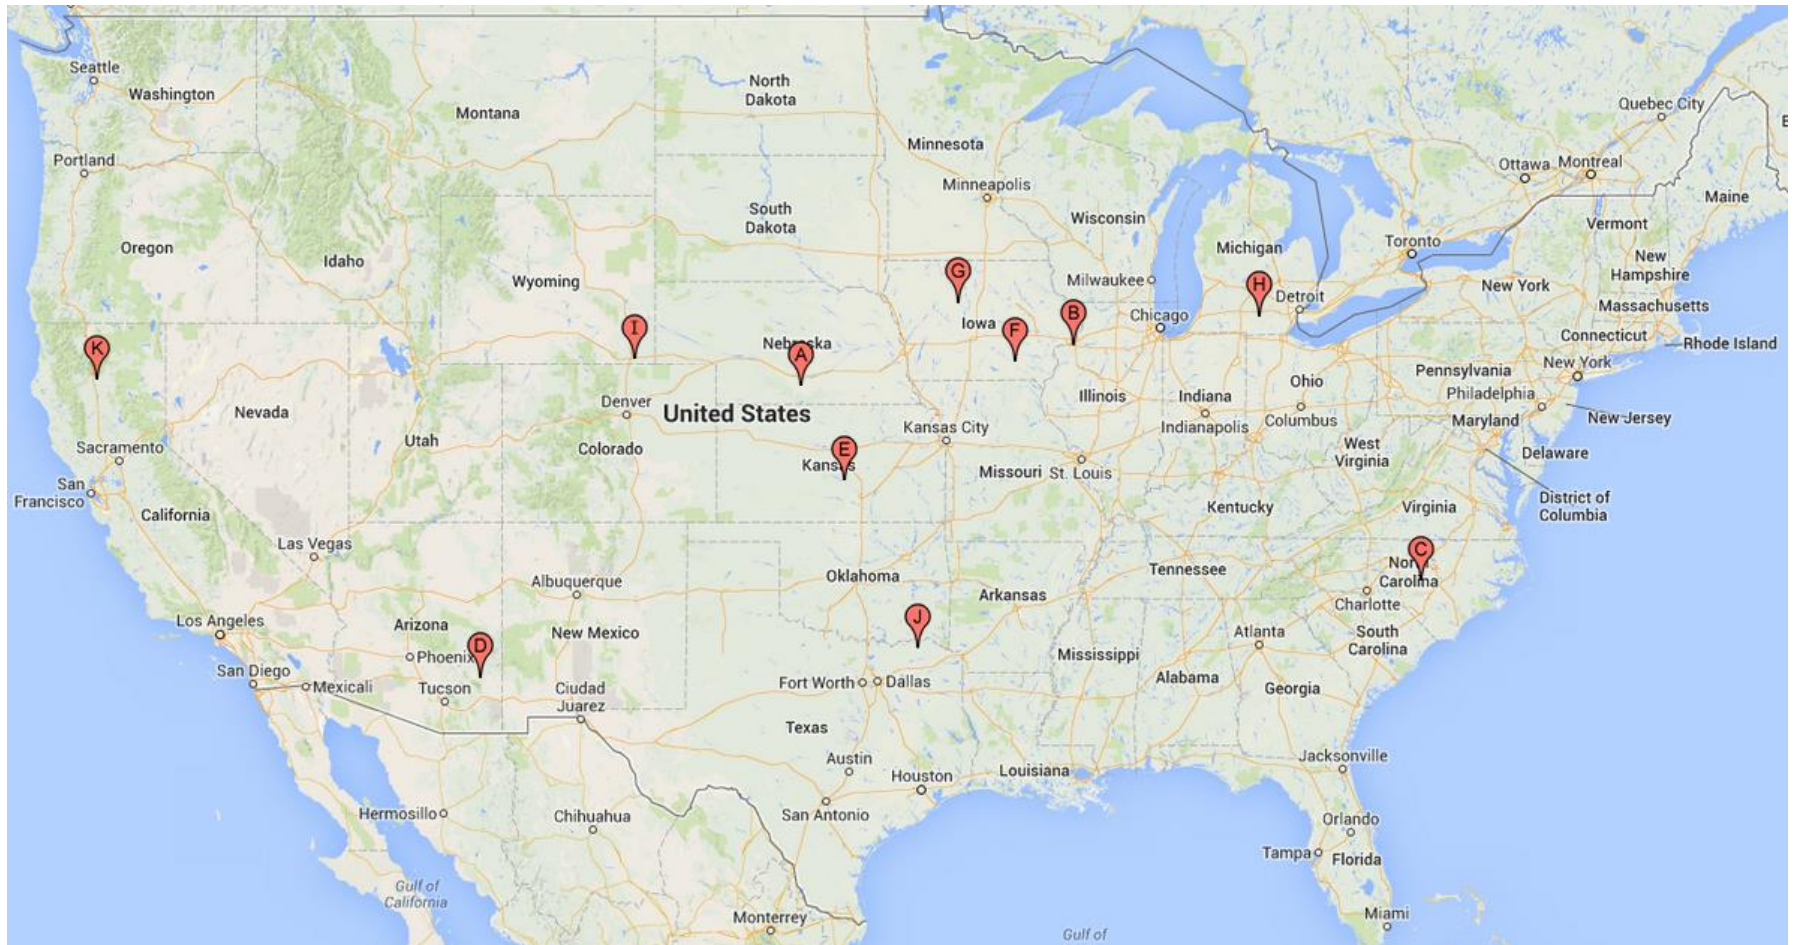 Seattle
Washington
Montana
North
Dakota
Minnesota
Quebec City
Portland
Ottawa
Montreal
Minneapolis
Maine
South
Dakota
Wisconsin
Vermont
Oregon
Idaho
Michigan
Toronto
New
Hampshire
Wyoming
G
Milwaukee
H
Detroit
New York
Massachusetts
I
Iowa
F
B
Chicago
Connecticut
Rhode Island
K
Nebraska
A
New York
Pennsylvania
Ohio
Philadelphia
Nevada
Denver
United States
Illinois
Indiana
Indianapolis
Columbus
Maryland
New Jersey
Utah
Colorado
Kansas City
West
Virginia
Delaware
Sacramento
E
Kansas
Missouri
St. Louis
San
Francisco
California
Kentucky
Virginia
District of
Columbia
Las Vegas
C
North
Carolina
Tennessee
Albuquerque
Oklahoma
Arkansas
Charlotte
Los Angeles
Arizona
New Mexico
J
Atlanta
South
Carolina
D
Phoenix
Mississippi
San Diego
Mexicali
Tucson
Ciudad
Juarez
Fort Worth
Dallas
Alabama
Georgia
Texas
Austin
Houston
Louisiana
Jacksonville
Hermosillo
Chihuahua
San Antonio
Orlando
Tampa
Florida
Gulf of
California
Monterrey
Miami
Gulf of